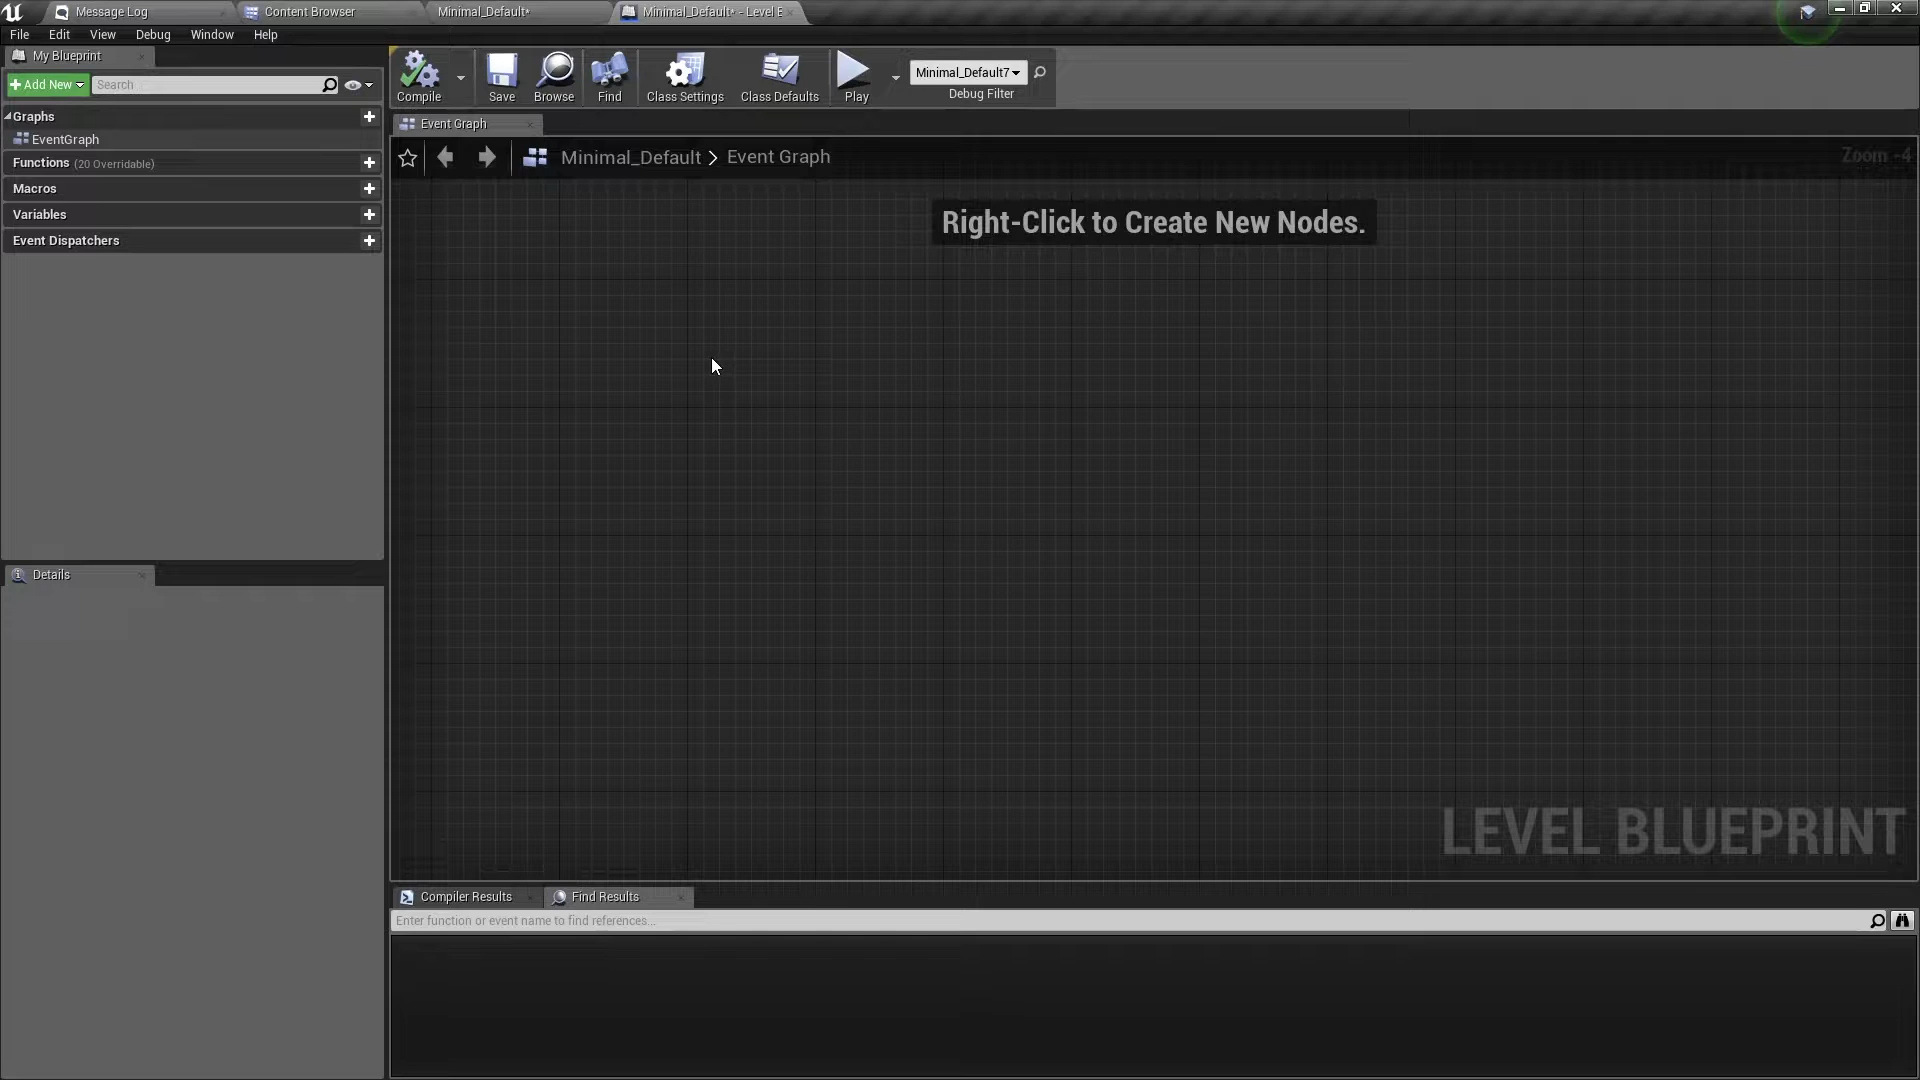 Message Log
Content Browser
Minimal_Default*
Minimal_Default* - Level E
File
Edit
View
Debug
Window
Help
My Blueprint
Add New
Search
Graphs
EventGraph
Functions (20 Overridable)
Macros
Variables
Event Dispatchers
Details
Compile
Save
Browse
Find
Class Settings
Class Defaults
Play
Minimal_Default7
Debug Filter
Event Graph
Minimal_Default > Event Graph
Zoom -4
Right-Click to Create New Nodes.
LEVEL BLUEPRINT
Compiler Results
Find Results
Enter function or event name to find references...